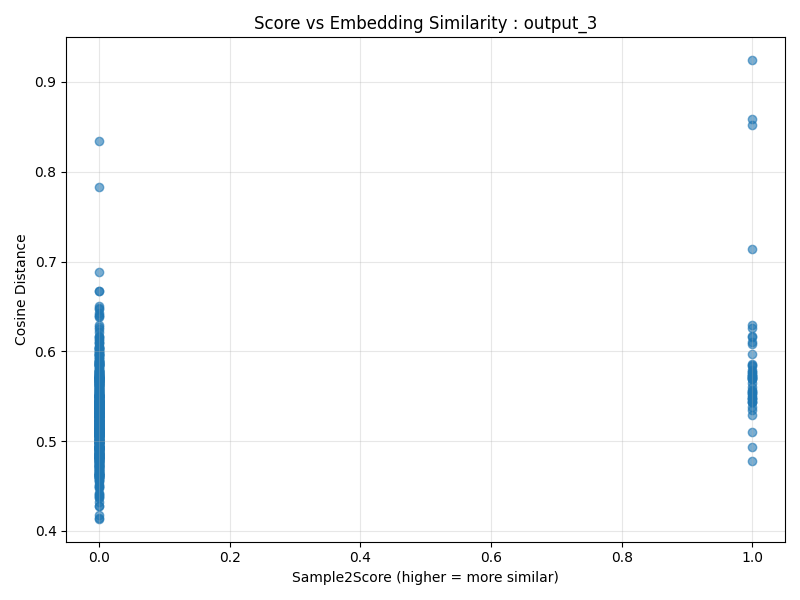 Score vs Embedding Similarity : output_3
Cosine Distance
0.9
0.8
0.7
0.6
0.5
0.4
0.0 0.2 0.4 0.6 0.8 1.0
Sample2Score (higher = more similar)